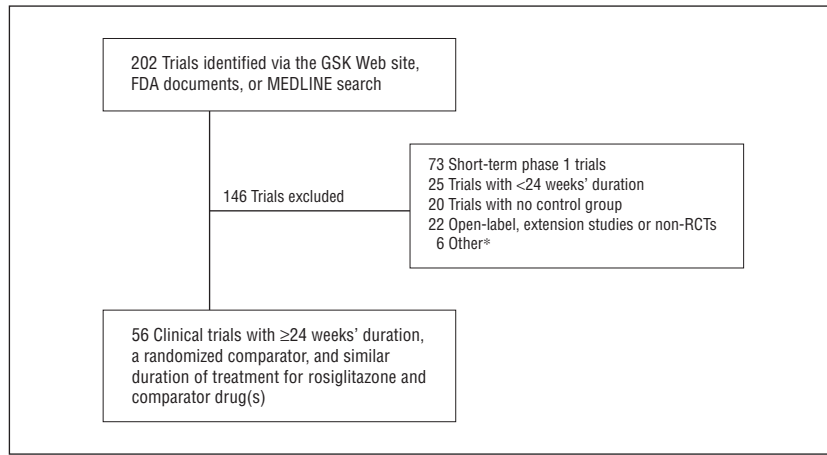 202 Trials identified via the GSK Web site,
FDA documents, or MEDLINE search
146 Trials excluded
73 Short-term phase 1 trials
25 Trials with <24 weeks’ duration
20 Trials with no control group
22 Open-label, extension studies or non-RCTs
6 Other*
56 Clinical trials with ≥24 weeks’ duration,
a randomized comparator, and similar
duration of treatment for rosiglitazone and
comparator drug(s)